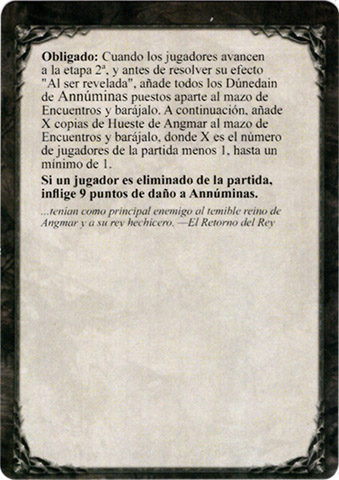 Obligado: Cuando los jugadores avancen
a la etapa 2ª, y antes de resolver su efecto
"Al ser revelada", añade todos los Dúnedain
de Annúminas puestos aparte al mazo de
Encuentros y barájalo. A continuación, añade
X copias de Hueste de Angmar al mazo de
Encuentros y barájalo, donde X es el número
de jugadores de la partida menos 1, hasta un
mínimo de 1.
Si un jugador es eliminado de la partida,
inflige 9 puntos de daño a Annúminas.
...tenían como principal enemigo al temible reino de
Angmar y a su rey hechicero. —El Retorno del Rey